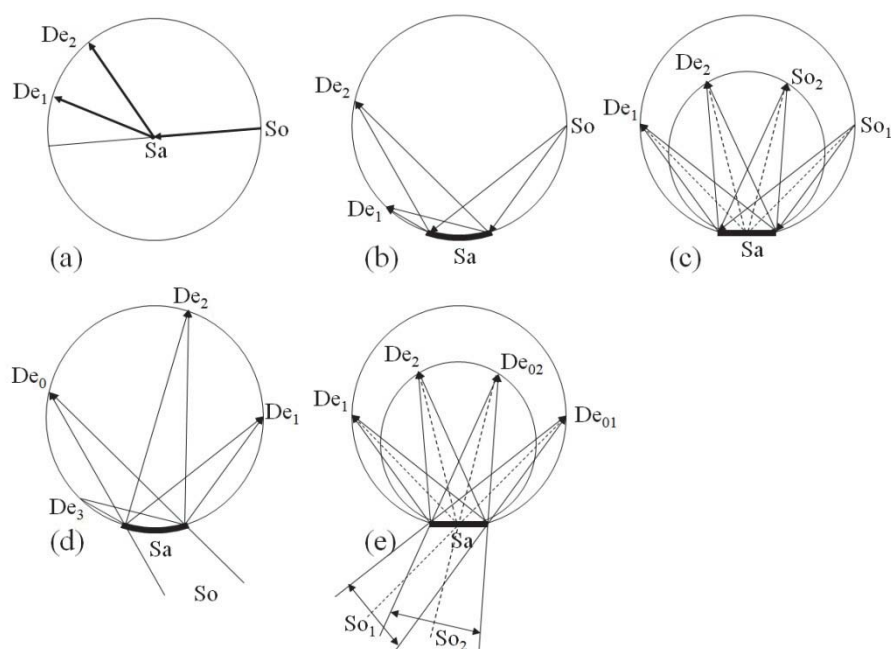 De₂
De₁
Sa
So
(a)
De₂
So
De₁
Sa
(b)
De₂
So₂
De₁
So₁
Sa
(c)
De₂
De₀
De₁
De₃
Sa
So
(d)
De₂
De₀₂
De₁
De₀₁
Sa
So₁
So₂
(e)